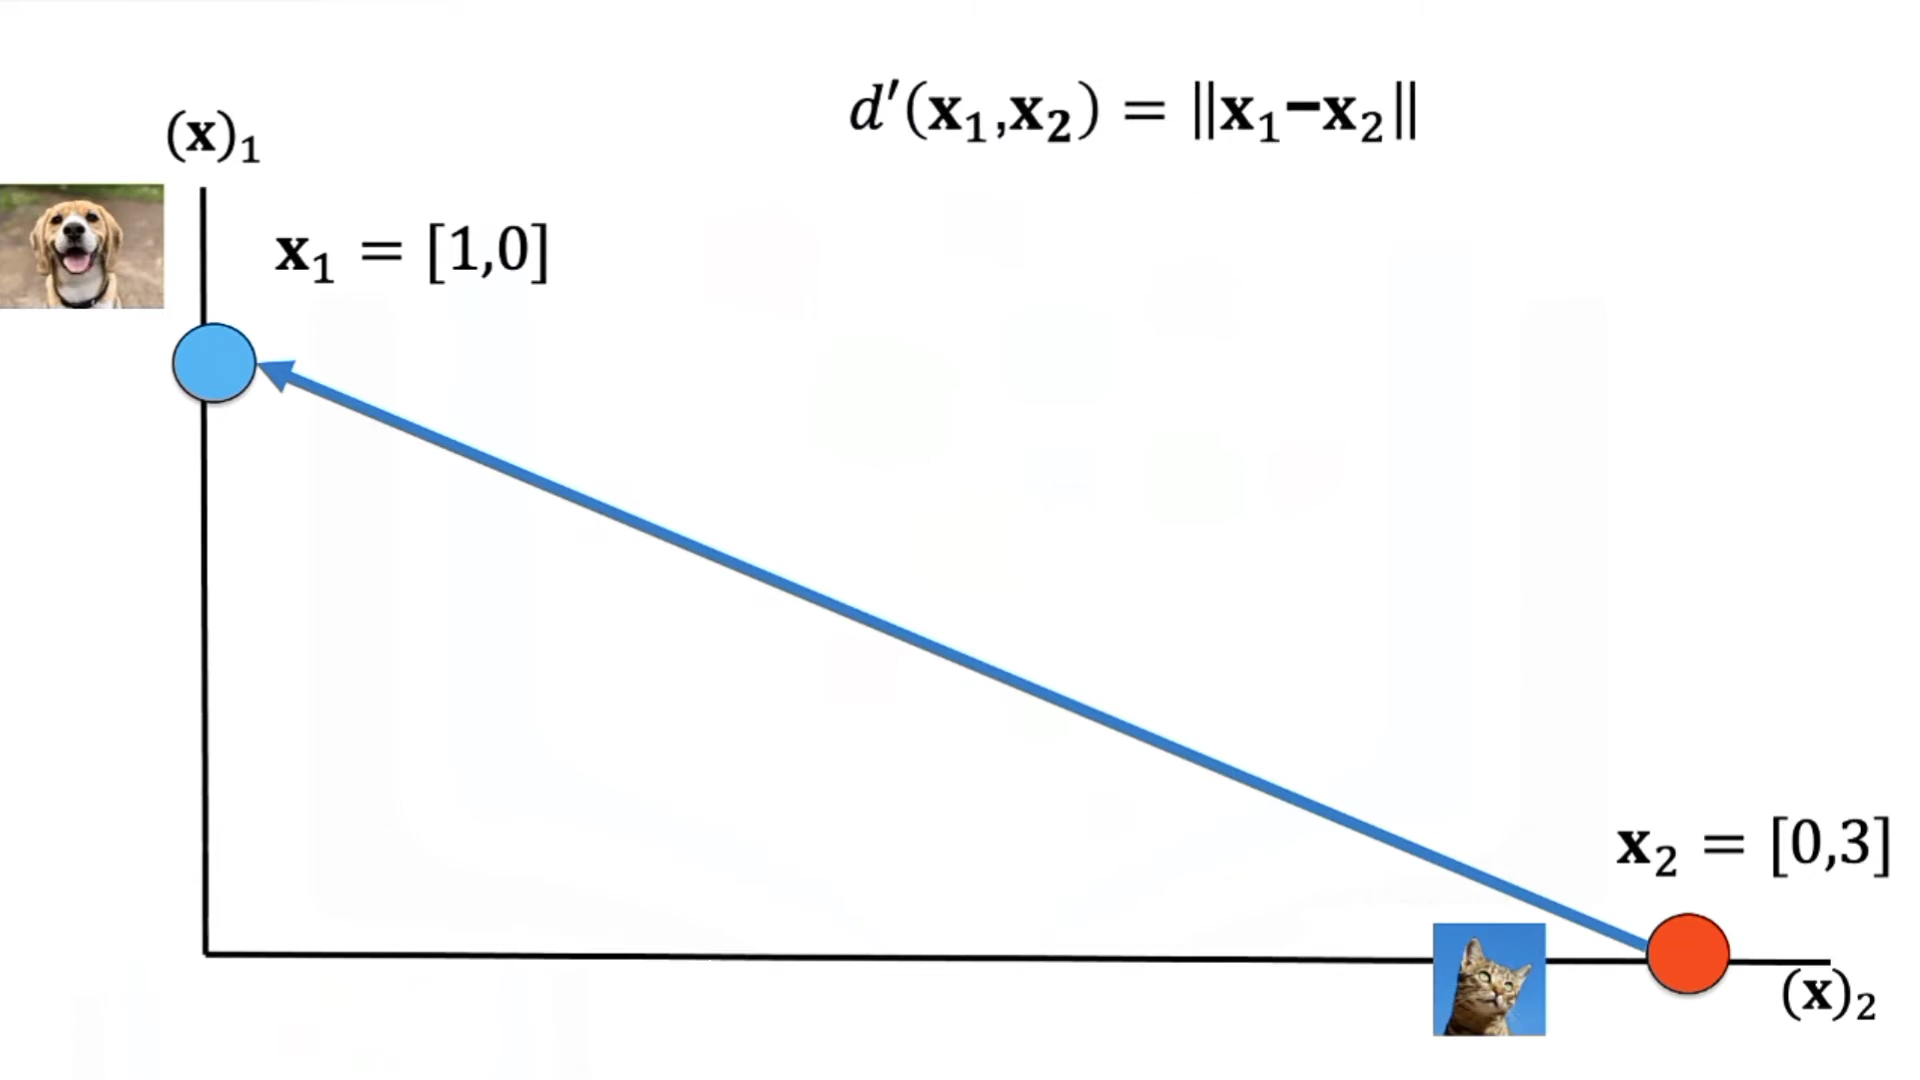 d′(𝐱₁,𝐱₂) = ‖𝐱₁−𝐱₂‖
(𝐱)₁
𝐱₁ = [1,0]
𝐱₂ = [0,3]
(𝐱)₂